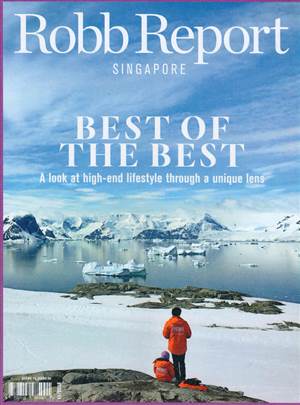 Robb Report
SINGAPORE
BEST OF
THE BEST
A look at high-end lifestyle through a unique lens